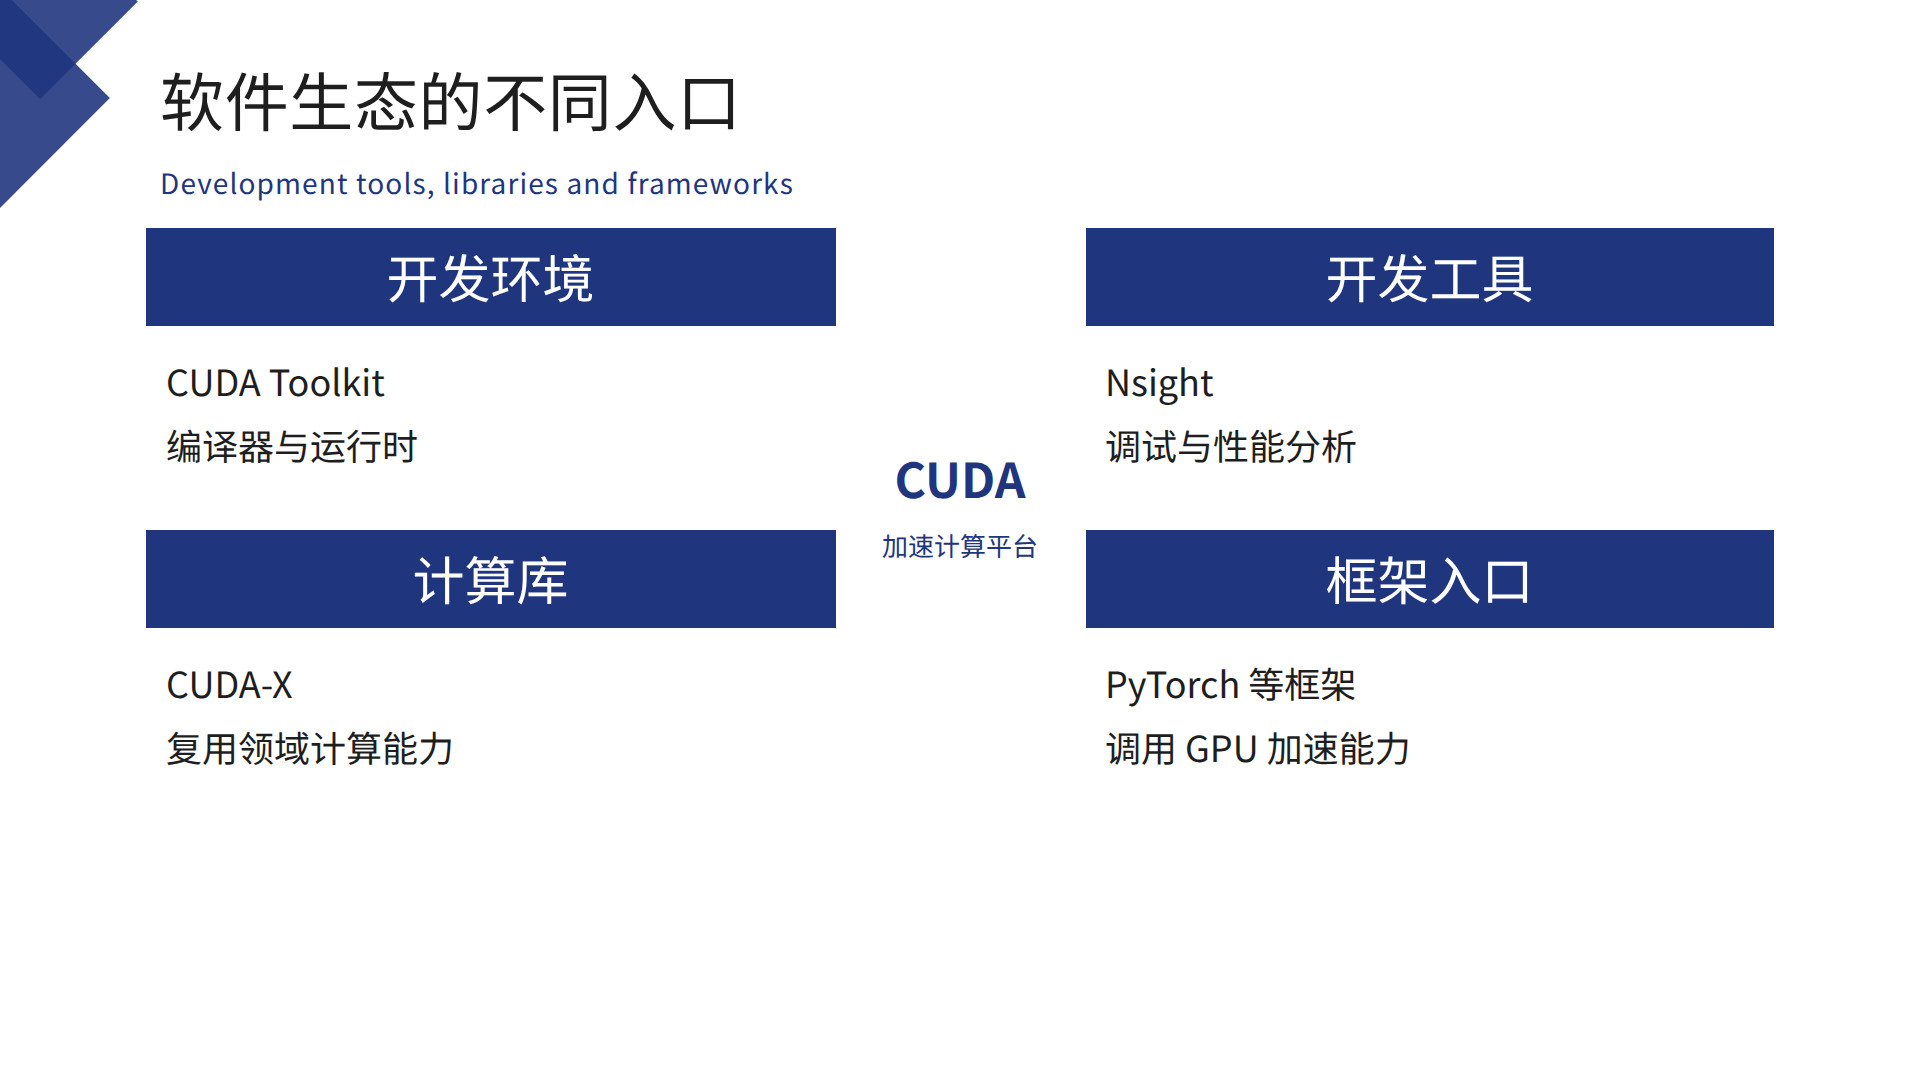 软件生态的不同入口
Development tools, libraries and frameworks
开发环境
CUDA Toolkit
编译器与运行时
开发工具
Nsight
调试与性能分析
CUDA
加速计算平台
计算库
CUDA-X
复用领域计算能力
框架入口
PyTorch 等框架
调用 GPU 加速能力